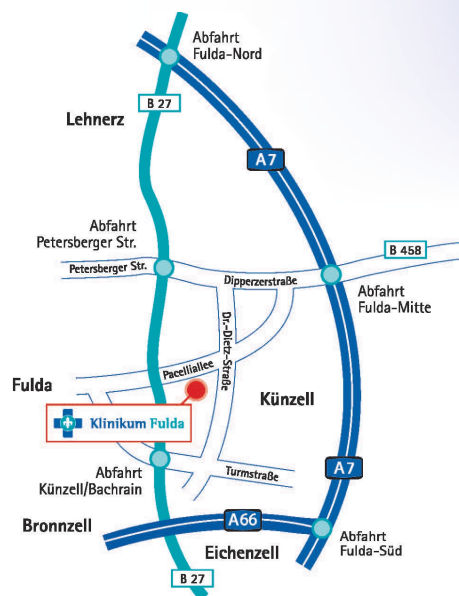 Abfahrt
Fulda-Nord
B 27
Lehnerz
A7
Abfahrt
Petersberger Str.
B 458
Petersberger Str.
Dipperzerstraße
Abfahrt
Fulda-Mitte
Dr.-Dietz-Straße
Pacelliallee
Fulda
Künzell
Klinikum Fulda
Abfahrt
Künzell/Bachrain
Turmstraße
A7
Bronnzell
A66
Abfahrt
Fulda-Süd
Eichenzell
B 27